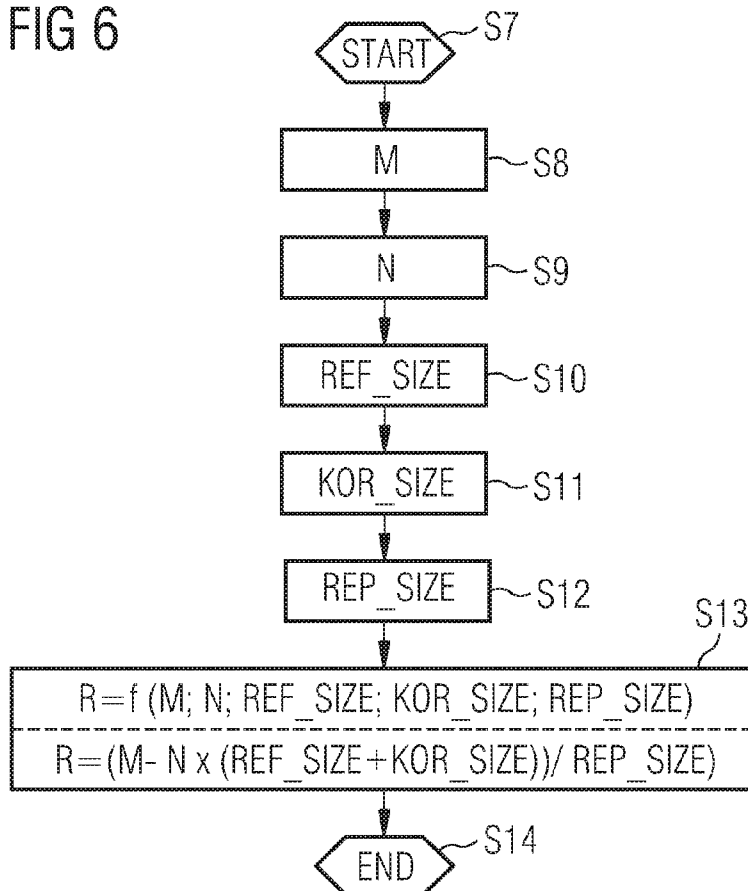 FIG 6
START S7
M S8
N S9
REF_SIZE S10
KOR_SIZE S11
REP_SIZE S12
S13
R=f (M; N; REF_SIZE; KOR_SIZE; REP_SIZE)
R=(M- N x (REF_SIZE+KOR_SIZE))/ REP_SIZE)
END S14